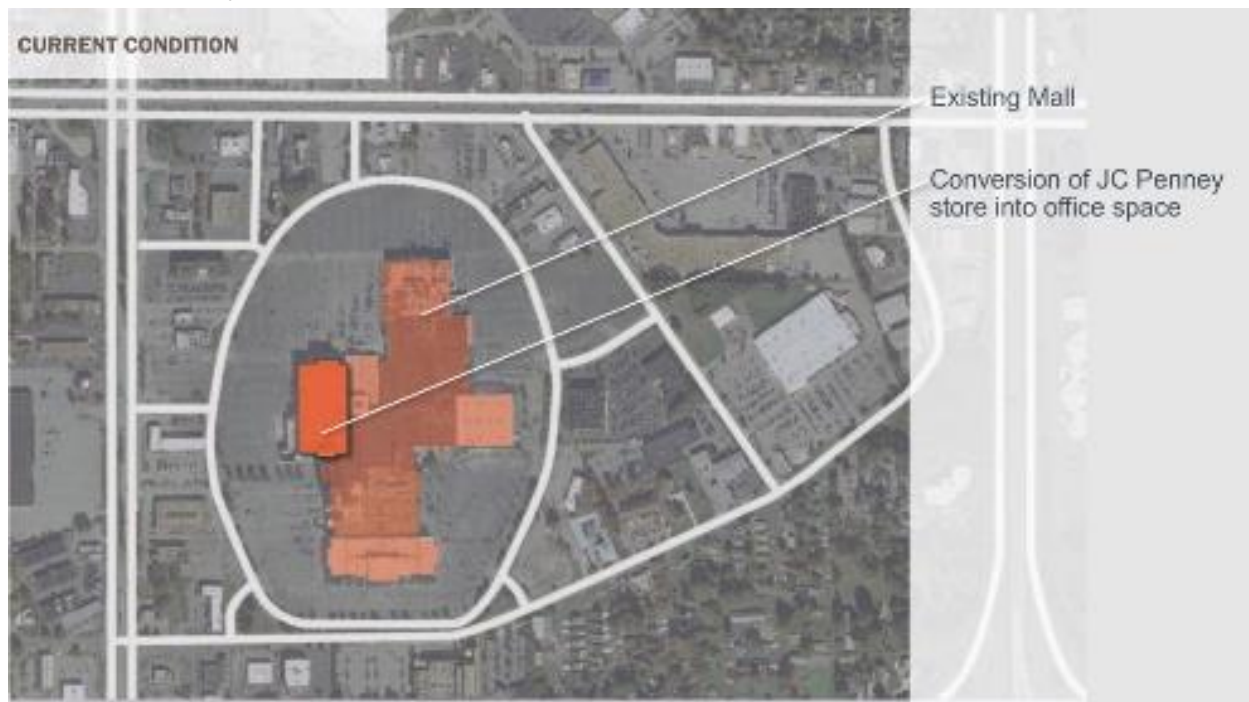 CURRENT CONDITION
Existing Mall
Conversion of JC Penney
store into office space